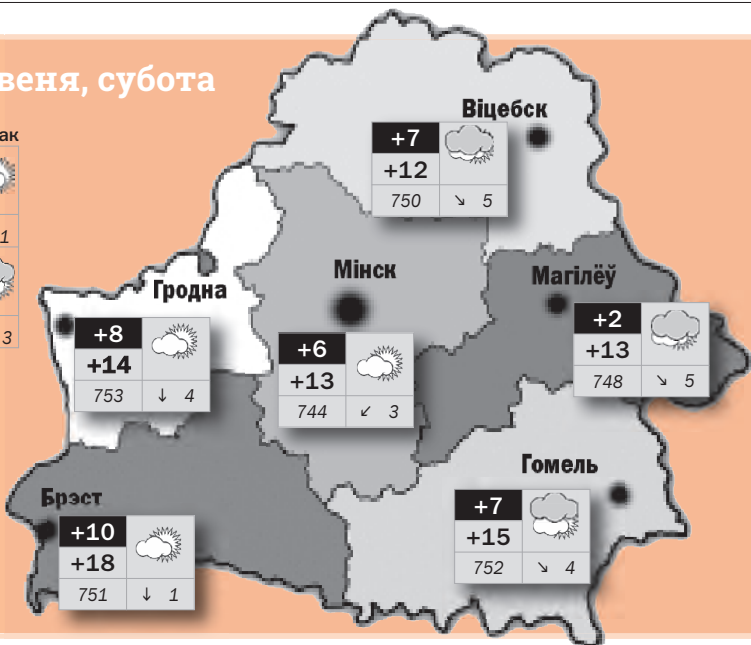 веня, субота
ак
1
3
Віцебск
+7
+12
750 ↘ 5
Мінск
+6
+13
744 ↙ 3
Магілёў
+2
+13
748 ↘ 5
Гродна
+8
+14
753 ↓ 4
Гомель
+7
+15
752 ↘ 4
Брэст
+10
+18
751 ↓ 1